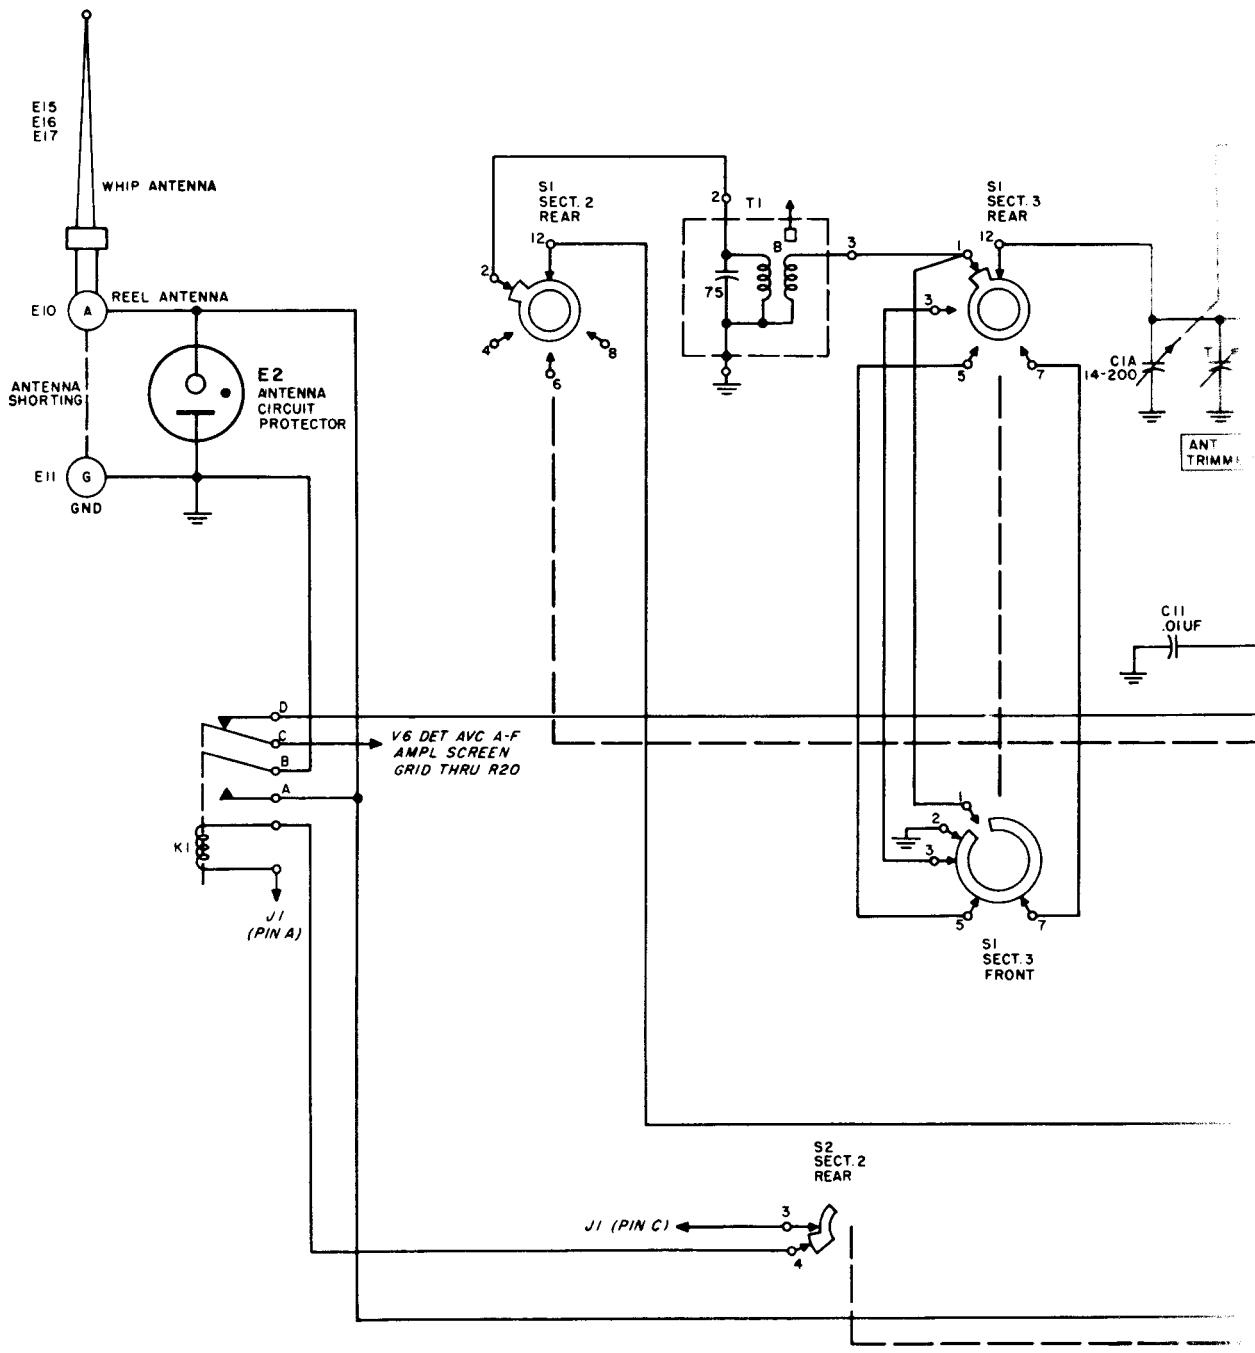 E15
E16
E17
WHIP ANTENNA
S1
SECT. 2
REAR
2
T1
S1
SECT. 3
REAR
12
B
3
1
12
2
75
E10
A
REEL ANTENNA
3
4
8
6
5
7
C1A
14-200
T
E2
ANTENNA
CIRCUIT
PROTECTOR
ANTENNA
SHORTING
ANT
TRIMM
E11
G
GND
C11
.01UF
D
C
V6 DET AVC A-F
AMPL SCREEN
GRID THRU R20
B
A
K1
J1
(PIN A)
1
2
3
5
7
S1
SECT. 3
FRONT
S2
SECT. 2
REAR
3
J1 (PIN C)
4